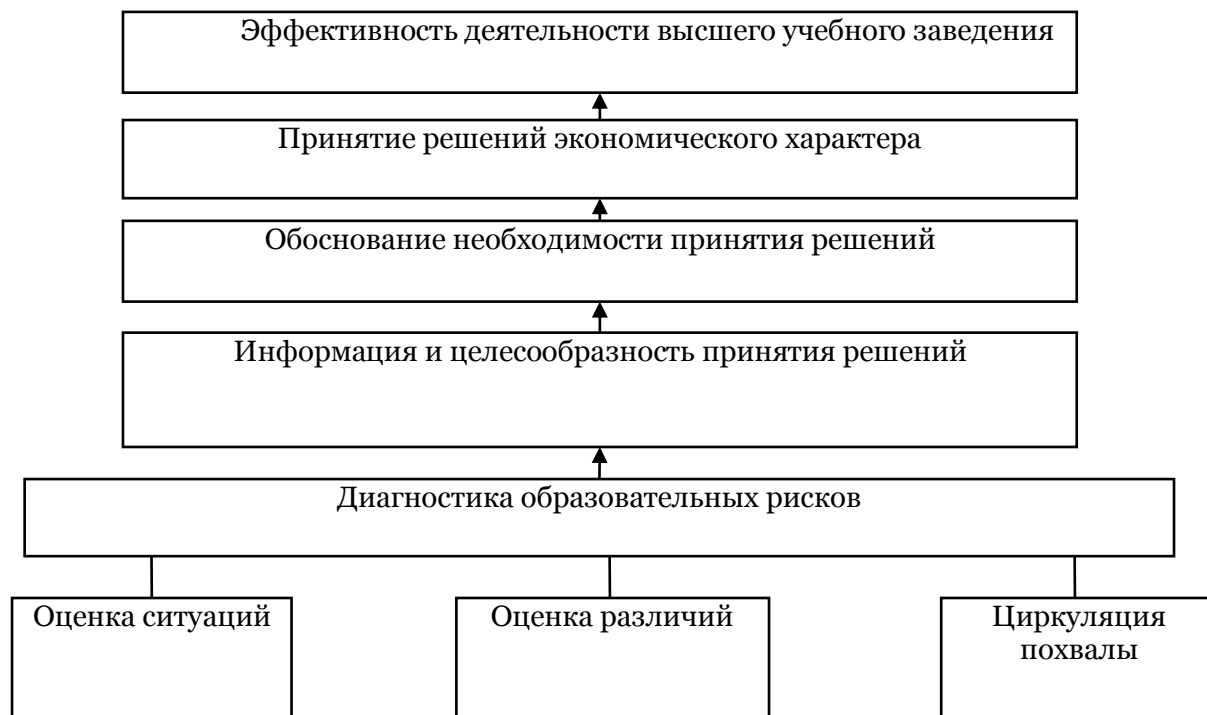 Эффективность деятельности высшего учебного заведения
Принятие решений экономического характера
Обоснование необходимости принятия решений
Информация и целесообразность принятия решений
Диагностика образовательных рисков
Оценка ситуаций
Оценка различий
Циркуляция
похвалы